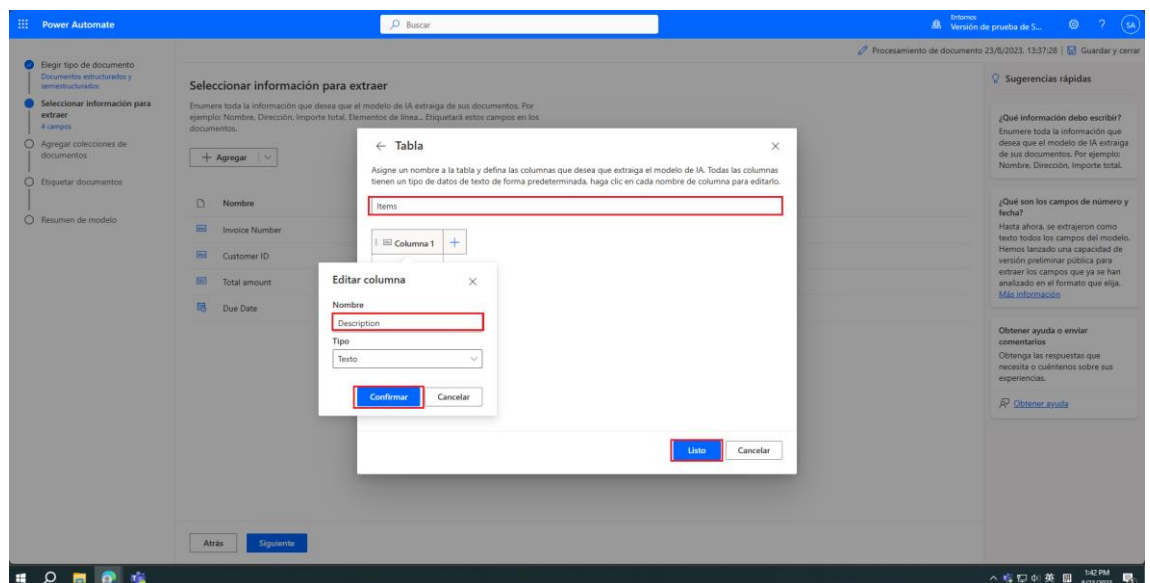 Power Automate
Buscar
Entornos
Versión de prueba de S...
?
SA
Procesamiento de documento 23/8/2023, 13:37:28
Guardar y cerrar
Elegir tipo de documento
Documentos estructurados y
semiestructurados
Seleccionar información para
extraer
4 campos
Agregar colecciones de
documentos
Etiquetar documentos
Resumen de modelo
Seleccionar información para extraer
Enumere toda la información que desea que el modelo de IA extraiga de sus documentos. Por
ejemplo: Nombre, Dirección, Importe total, Elementos de línea... Etiquetará estos campos en los
documentos.
Agregar
Nombre
Invoice Number
Customer ID
Total amount
Due Date
Tabla
Asigne un nombre a la tabla y defina las columnas que desea que extraiga el modelo de IA. Todas las columnas
tienen un tipo de datos de texto de forma predeterminada, haga clic en cada nombre de columna para editarlo.
Items
Columna 1
Editar columna
Nombre
Description
Tipo
Texto
Confirmar
Cancelar
Listo
Cancelar
Atrás
Siguiente
Sugerencias rápidas
¿Qué información debo escribir?
Enumere toda la información que
desea que el modelo de IA extraiga
de sus documentos. Por ejemplo:
Nombre, Dirección, Importe total.
¿Qué son los campos de número y
fecha?
Hasta ahora, se extrajeron como
texto todos los campos del modelo.
Hemos lanzado una capacidad de
versión preliminar pública para
extraer los campos que ya se han
analizado en el formato que elija.
Más información
Obtener ayuda o enviar
comentarios
Obtenga las respuestas que
necesita o cuéntenos sobre sus
experiencias.
Obtener ayuda
英
1:42 PM
8/23/2023